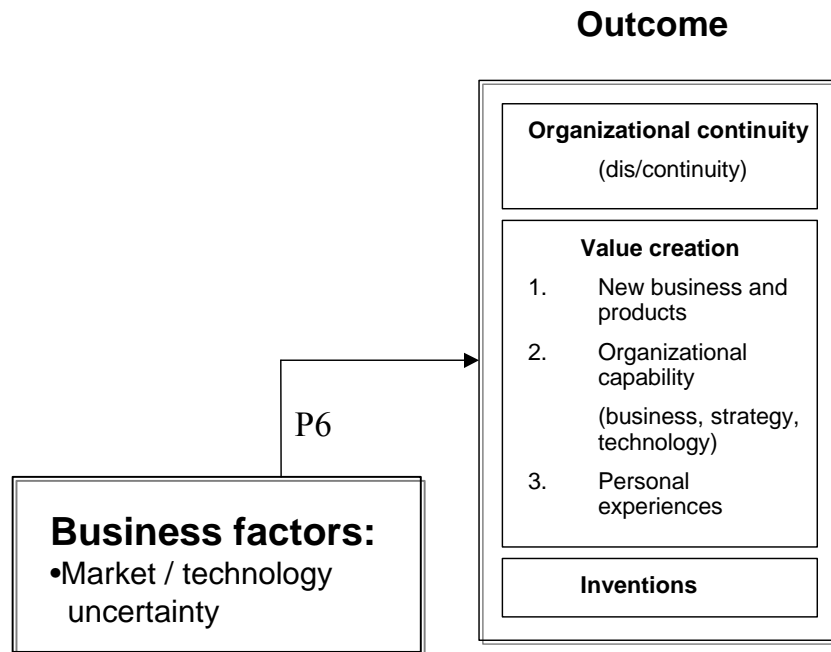 Outcome
Organizational continuity
(dis/continuity)
Value creation
1. New business and
products
2. Organizational
capability
(business, strategy,
technology)
3. Personal
experiences
Inventions
P6
Business factors:
•Market / technology
uncertainty